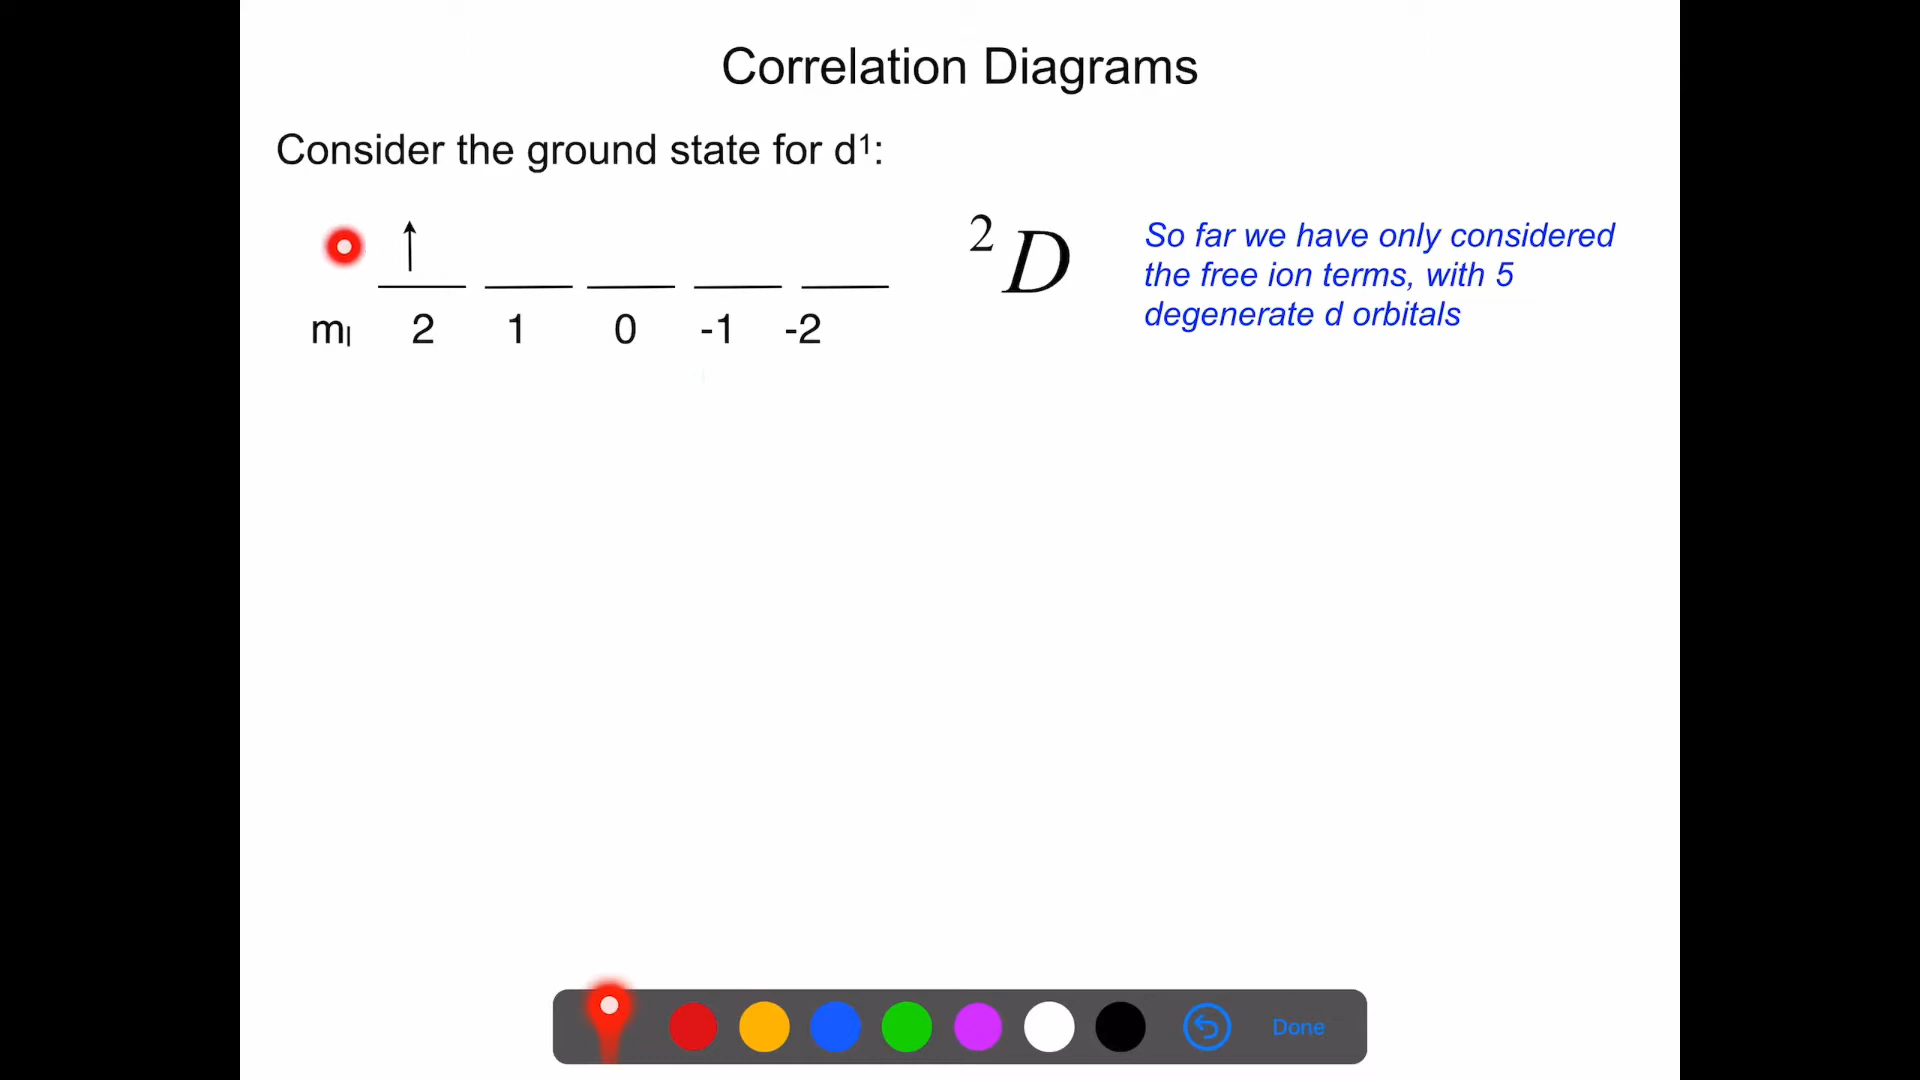 Correlation Diagrams
Consider the ground state for d¹:
²D
So far we have only considered
the free ion terms, with 5
degenerate d orbitals
mₗ 2 1 0 -1 -2
Done